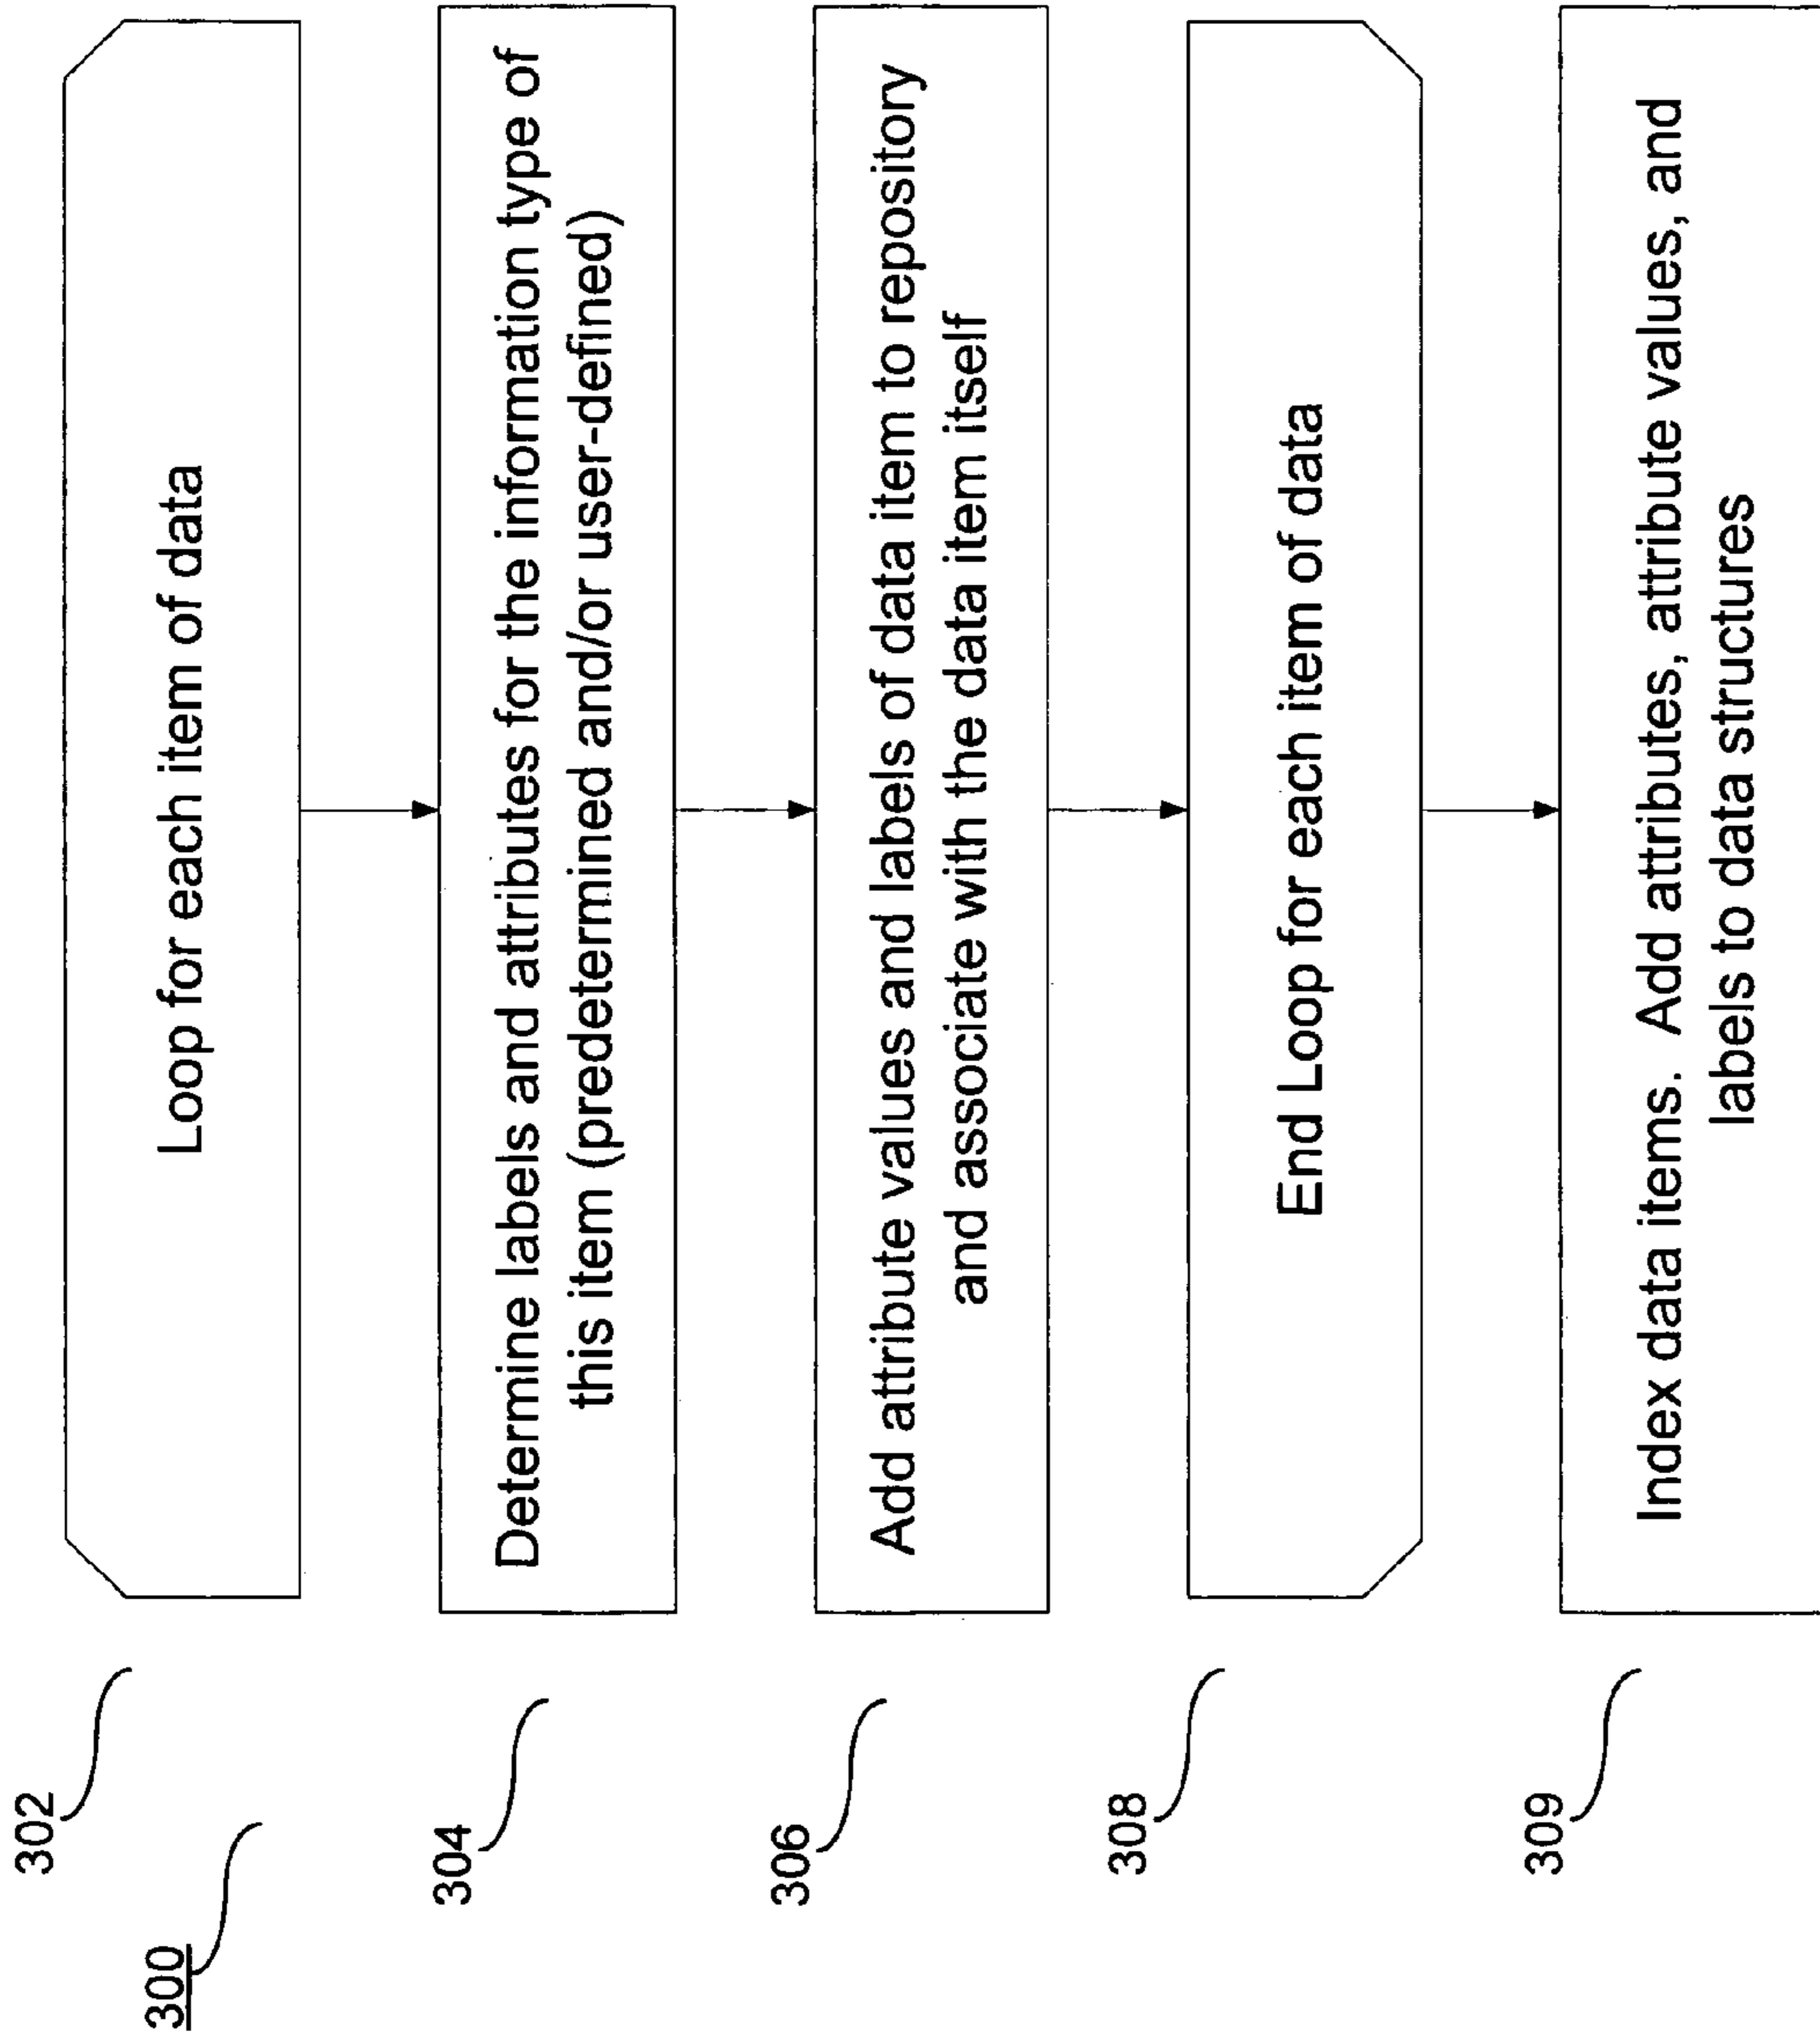 300
302
Loop for each item of data
304
Determine labels and attributes for the information type of
this item (predetermined and/or user-defined)
306
Add attribute values and labels of data item to repository
and associate with the data item itself
308
End Loop for each item of data
309
Index data items. Add attributes, attribute values, and
labels to data structures